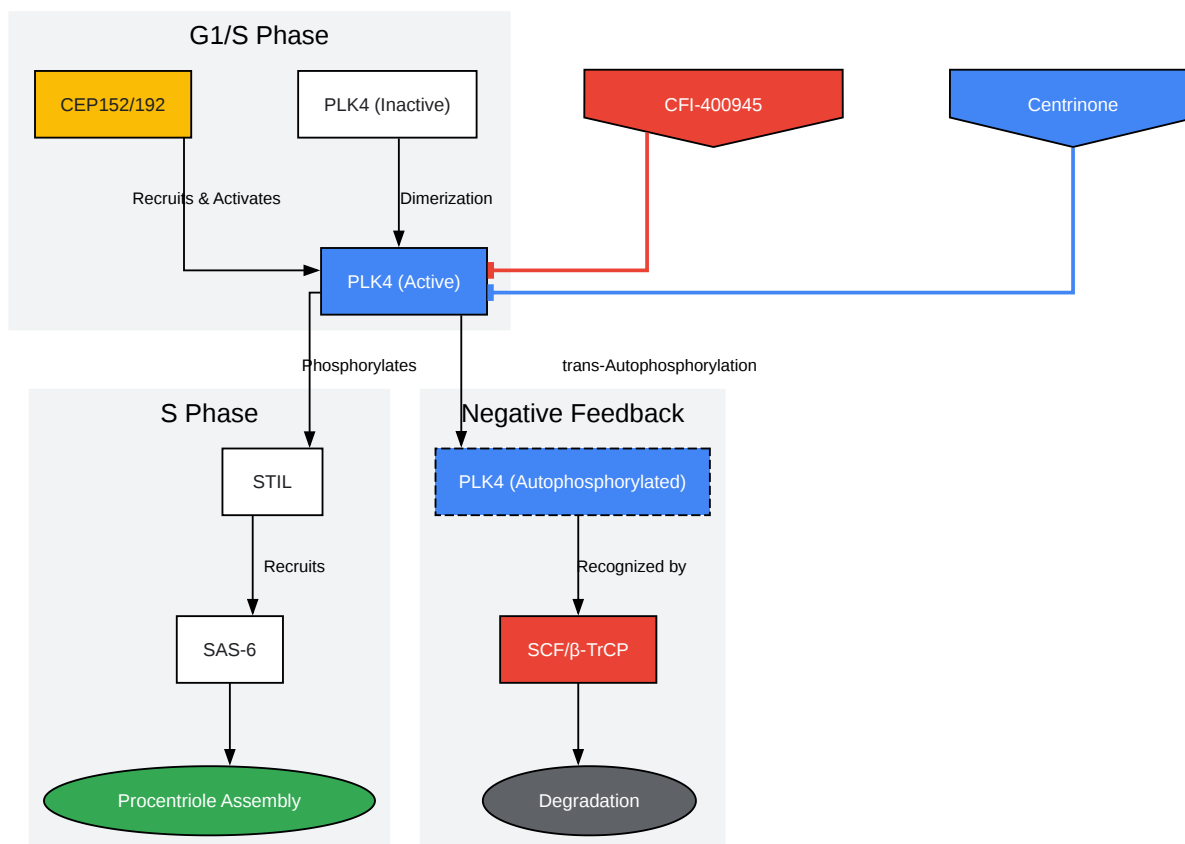 G1/S Phase
CEP152/192
PLK4 (Inactive)
CFI-400945
Centrinone
Recruits & Activates
Dimerization
PLK4 (Active)
Phosphorylates
trans-Autophosphorylation
S Phase
Negative Feedback
STIL
PLK4 (Autophosphorylated)
Recruits
Recognized by
SAS-6
SCF/β-TrCP
Procentriole Assembly
Degradation